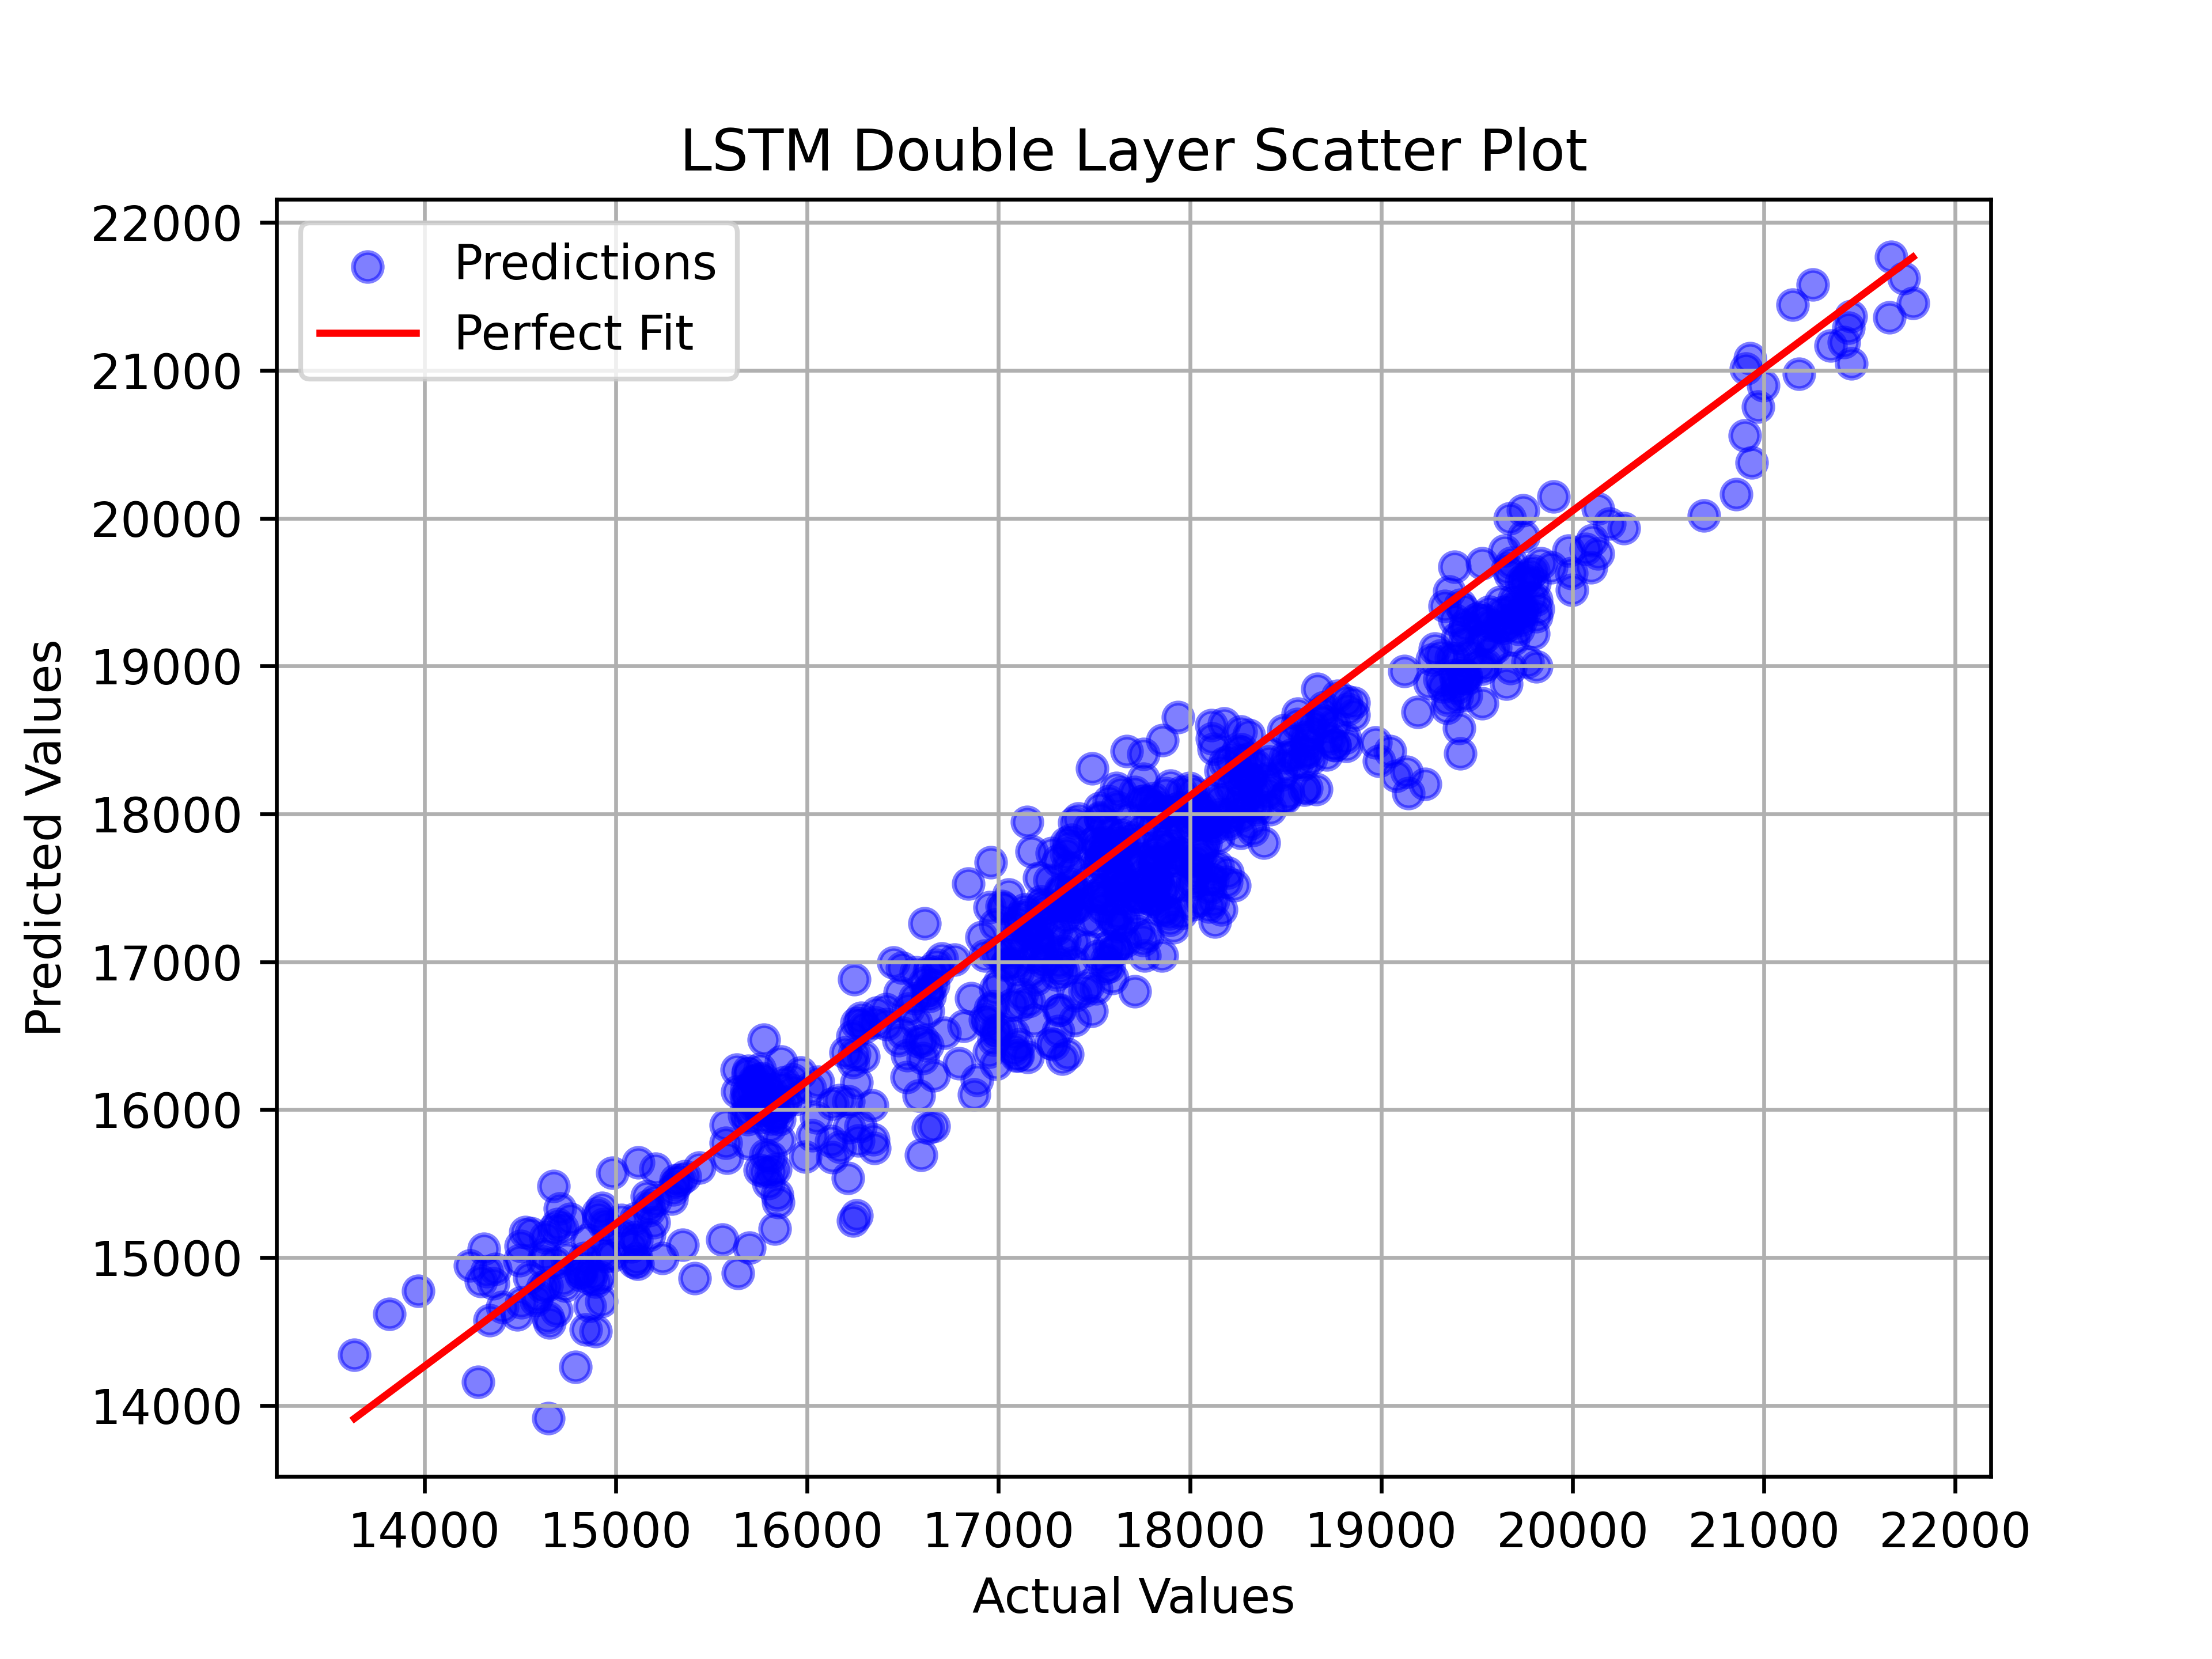 LSTM Double Layer Scatter Plot
Predictions
Perfect Fit
22000
21000
20000
19000
18000
17000
16000
15000
14000
Predicted Values
14000 15000 16000 17000 18000 19000 20000 21000 22000
Actual Values